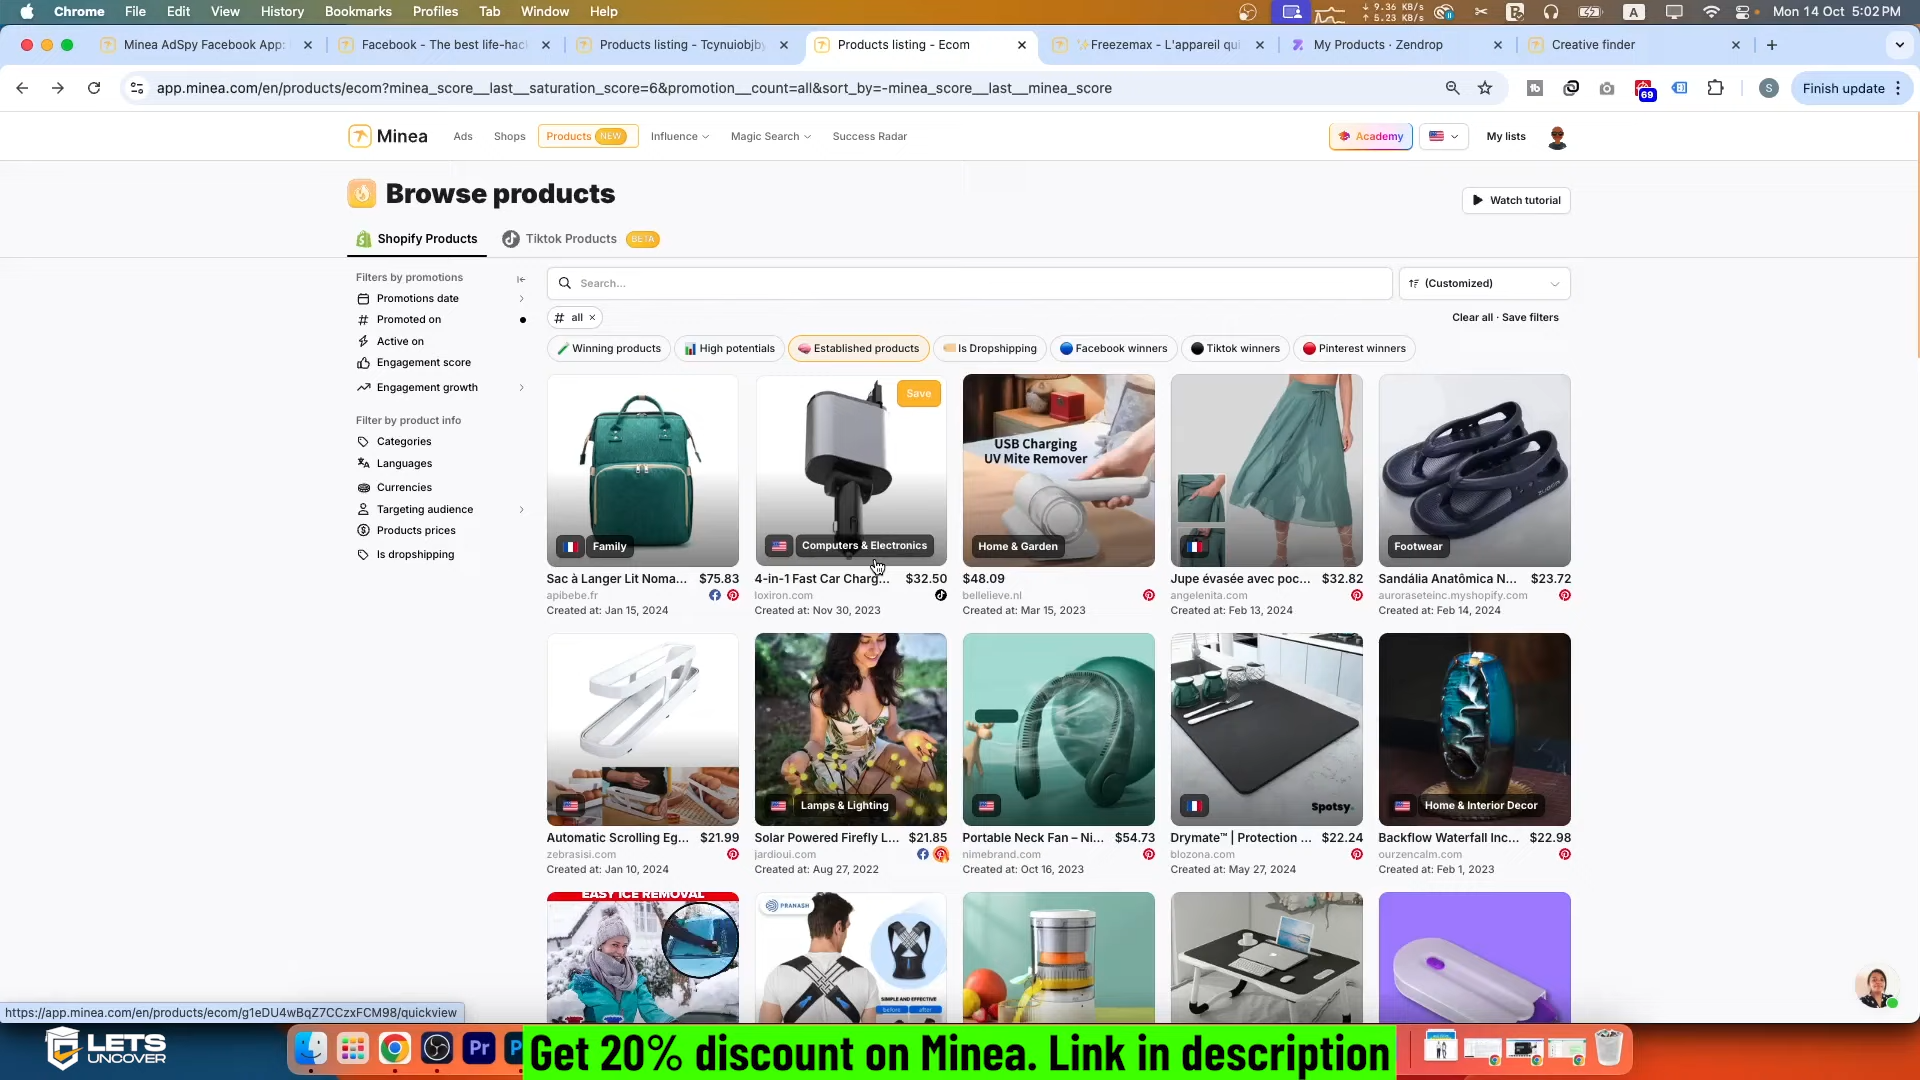 Chrome File Edit View History Bookmarks Profiles Tab Window Help
↓ 9.36 KB/s
↑ 5.23 KB/s
A
Mon 14 Oct 5:02 PM
Minea AdSpy Facebook App:
Facebook - The best life-hac
Products listing - Tcynuiobjby
Products listing - Ecom
Freezemax - L'appareil qui
My Products · Zendrop
Creative finder
app.minea.com/en/products/ecom?minea_score__last__saturation_score=6&promotion__count=all&sort_by=-minea_score__last__minea_score
69
S
Finish update
Minea
Ads
Shops
Products NEW
Influence
Magic Search
Success Radar
Academy
My lists
Browse products
Watch tutorial
Shopify Products
Tiktok Products BETA
Filters by promotions
Promotions date
Promoted on
Active on
Engagement score
Engagement growth
Filter by product info
Categories
Languages
Currencies
Targeting audience
Products prices
Is dropshipping
Search...
(Customized)
# all ×
Clear all · Save filters
Winning products
High potentials
Established products
Is Dropshipping
Facebook winners
Tiktok winners
Pinterest winners
Save
USB Charging
UV Mite Remover
Family
Computers & Electronics
Home & Garden
Footwear
Sac à Langer Lit Noma... $75.83
apibebe.fr
Created at: Jan 15, 2024
4-in-1 Fast Car Charg... $32.50
loxiron.com
Created at: Nov 30, 2023
$48.09
bellelieve.nl
Created at: Mar 15, 2023
Jupe évasée avec poc... $32.82
angelenita.com
Created at: Feb 13, 2024
Sandália Anatômica N... $23.72
auroraseteinc.myshopify.com
Created at: Feb 14, 2024
Lamps & Lighting
Spotsy.
Home & Interior Decor
Automatic Scrolling Eg... $21.99
zebrasisi.com
Created at: Jan 10, 2024
Solar Powered Firefly L... $21.85
jardioui.com
Created at: Aug 27, 2022
Portable Neck Fan – Ni... $54.73
nimebrand.com
Created at: Oct 16, 2023
Drymate™ | Protection ... $22.24
blozona.com
Created at: May 27, 2024
Backflow Waterfall Inc... $22.98
ourzencalm.com
Created at: Feb 1, 2023
EASY ICE REMOVAL
PRANASH
SIMPLE AND EFFECTIVE
before
after
https://app.minea.com/en/products/ecom/g1eDU4wBqZ7CCzxFCM98/quickview
LETS
UNCOVER
Pr
Get 20% discount on Minea. Link in description